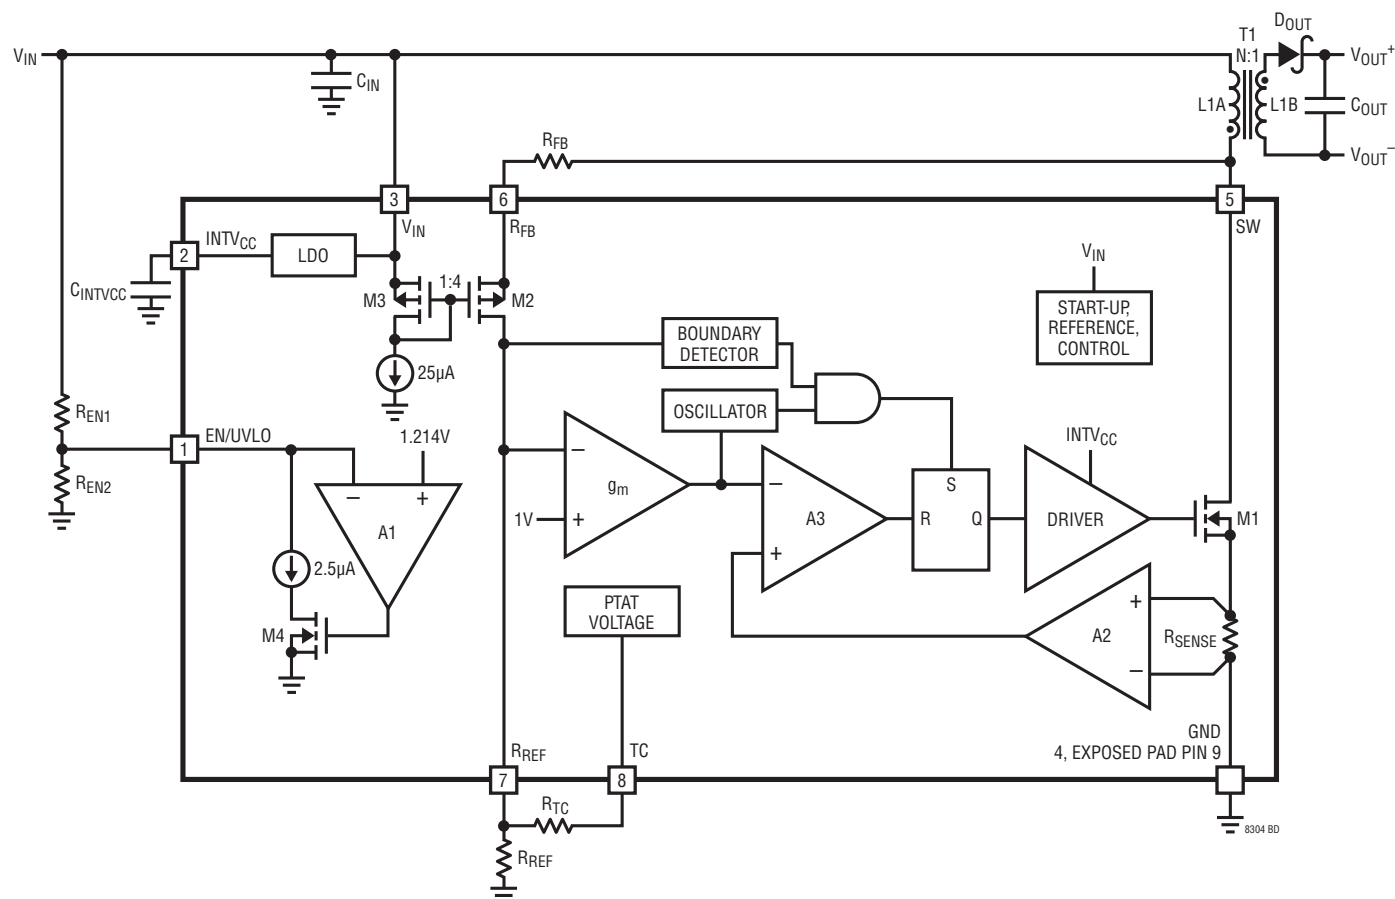 DOUT
T1
N:1
VIN
VOUT+
CIN
L1A
L1B
COUT
RFB
VOUT–
3
6
5
VIN
RFB
SW
2
INTVCC
LDO
VIN
CINTVCC
M3
1:4
M2
START-UP,
REFERENCE,
CONTROL
BOUNDARY
DETECTOR
25µA
OSCILLATOR
REN1
1
EN/UVLO
1.214V
INTVCC
REN2
–
+
A1
–
gm
1V
+
–
A3
+
S
R
Q
DRIVER
M1
2.5µA
M4
PTAT
VOLTAGE
+
A2
–
RSENSE
GND
4, EXPOSED PAD PIN 9
RREF
TC
7
8
RTC
RREF
8304 BD